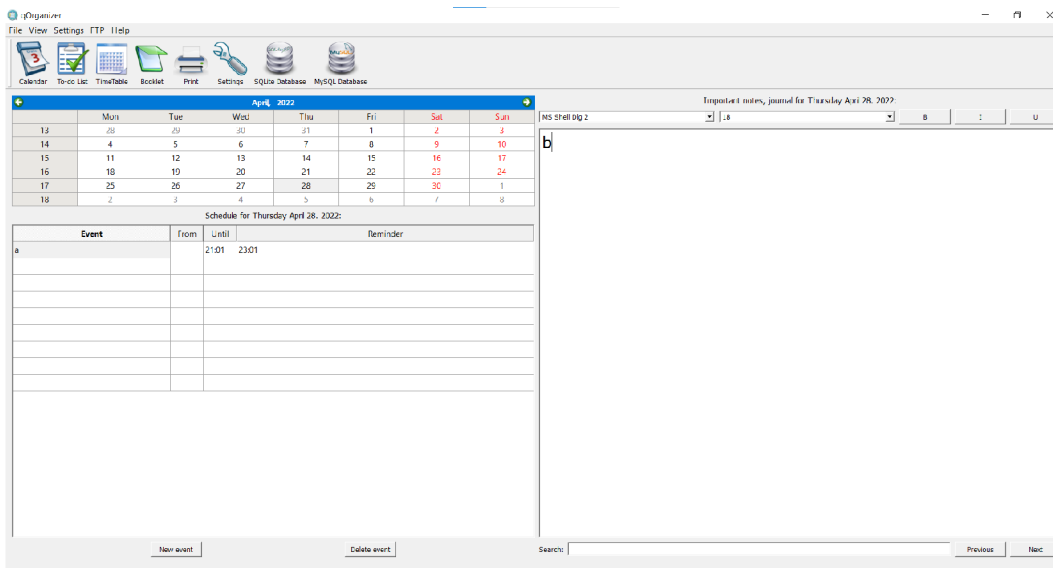 qOrganizer
File View Settings FTP Help
Calendar To-do List TimeTable Booklet Print Settings SQLite Database MySQL Database
April, 2022
Mon Tue Wed Thu Fri Sat Sun
13 28 29 30 31 1 2 3
14 4 5 6 7 8 9 10
15 11 12 13 14 15 16 17
16 18 19 20 21 22 23 24
17 25 26 27 28 29 30 1
18 2 3 4 5 6 7 8
Schedule for Thursday April 28. 2022:
Event From Until Reminder
a 21:01 23:01
New event Delete event
Important notes, journal for Thursday April 28. 2022:
MS Shell Dlg 2 18 B I U
b
Search: Previous Next